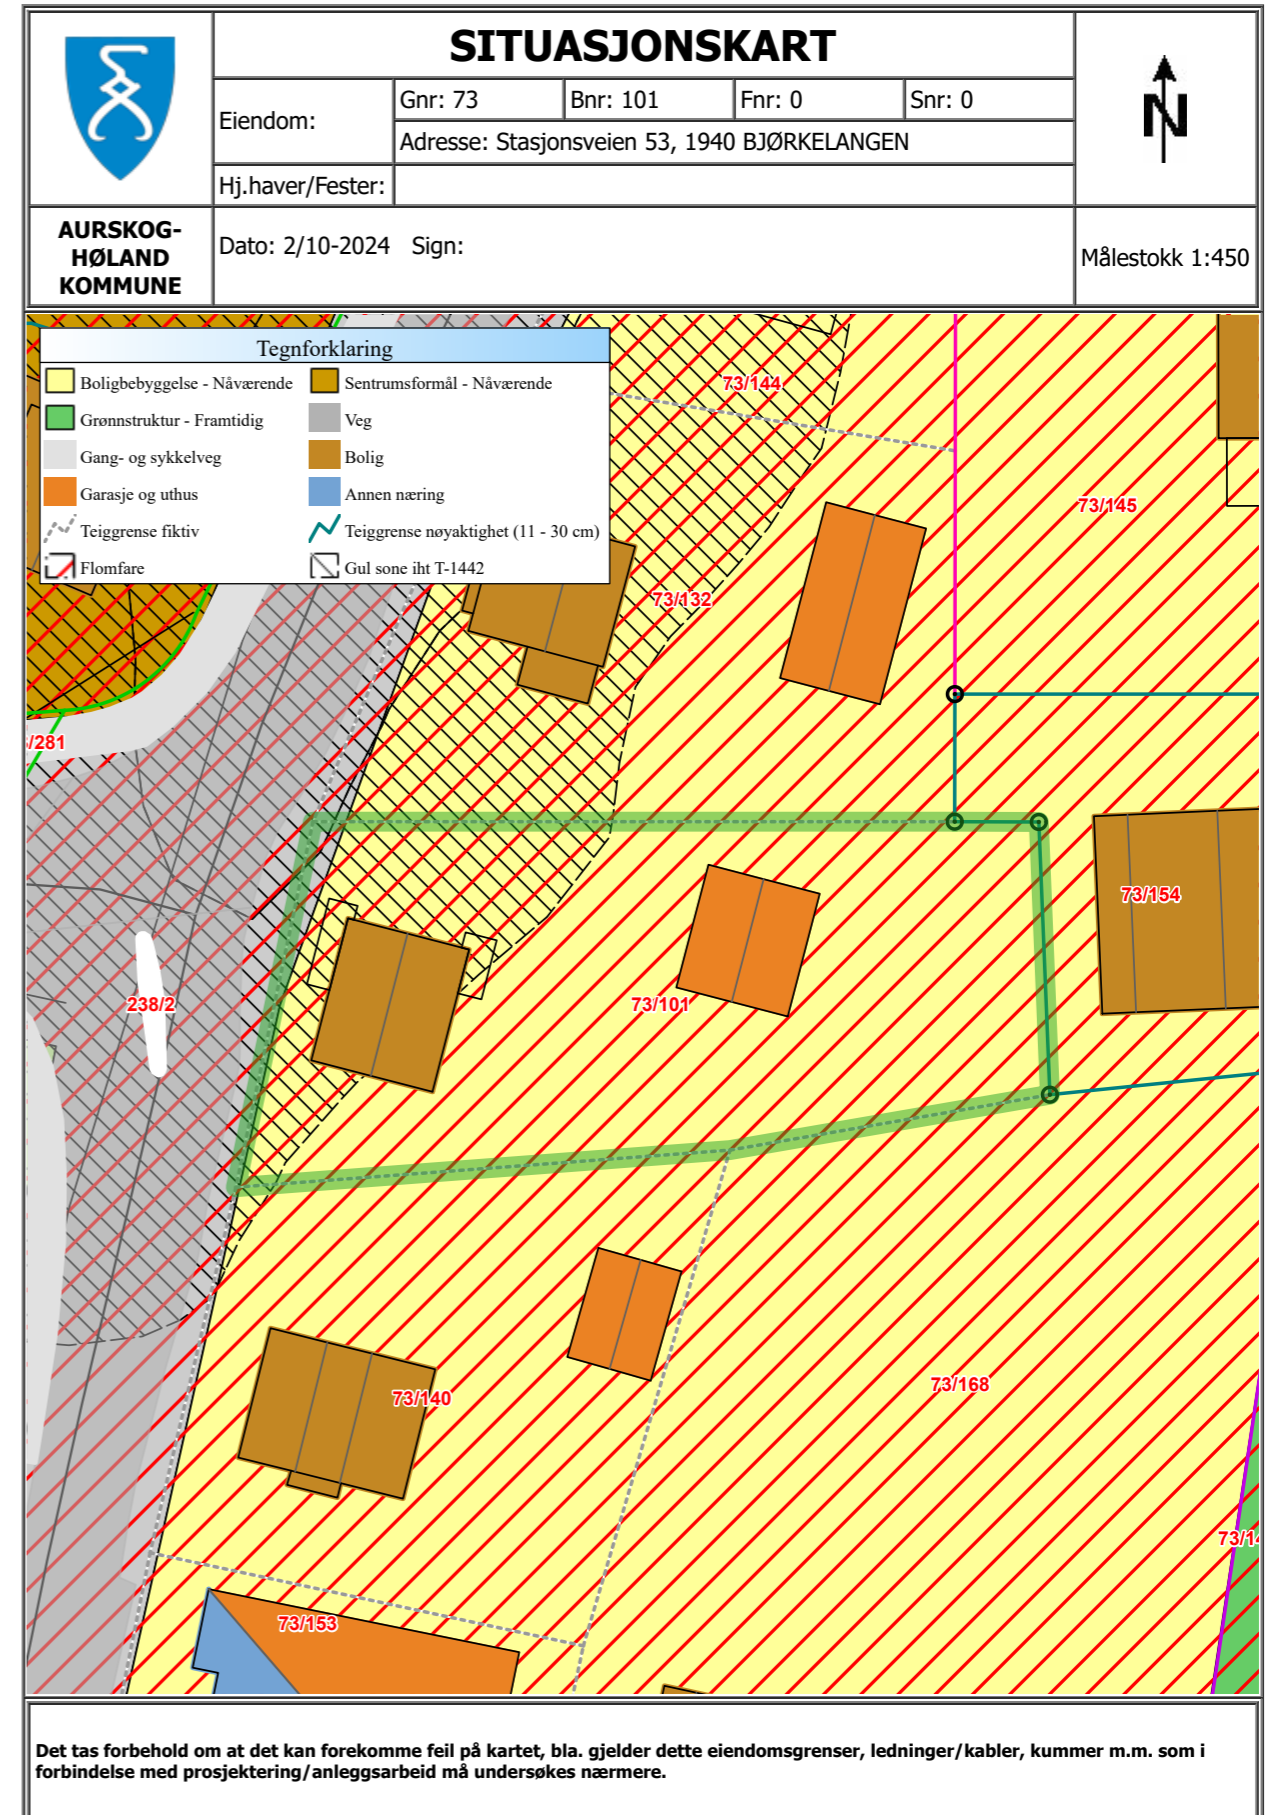 SITUASJONSKART
Eiendom:
Gnr: 73
Bnr: 101
Fnr: 0
Snr: 0
Adresse: Stasjonsveien 53, 1940 BJØRKELANGEN
Hj.haver/Fester:
N
AURSKOG-
HØLAND
KOMMUNE
Dato: 2/10-2024 Sign:
Målestokk 1:450
Tegnforklaring
Boligbebyggelse - Nåværende
Sentrumsformål - Nåværende
Grønnstruktur - Framtidig
Veg
Gang- og sykkelveg
Bolig
Garasje og uthus
Annen næring
Teiggrense fiktiv
Teiggrense nøyaktighet (11 - 30 cm)
Flomfare
Gul sone iht T-1442
73/144
73/145
73/132
/281
73/154
238/2
73/101
73/168
73/140
73/14
73/153
Det tas forbehold om at det kan forekomme feil på kartet, bla. gjelder dette eiendomsgrenser, ledninger/kabler, kummer m.m. som i
forbindelse med prosjektering/anleggsarbeid må undersøkes nærmere.